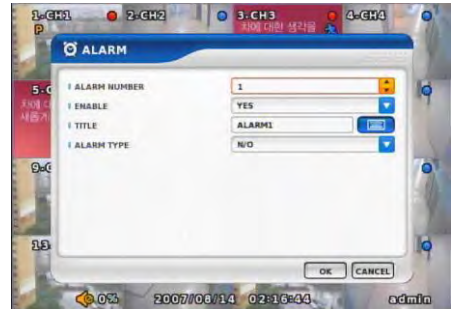 1-CH1 2-CH2 3-CH3 4-CH4
P
차에 대한 생각을
ALARM
5-C
ALARM NUMBER 1
ENABLE YES
TITLE ALARM1
ALARM TYPE N/O
9-C
13-
OK CANCEL
0% 2007/08/14 02:16:44 admin